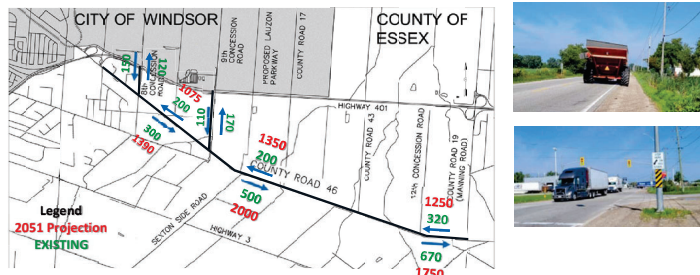 CITY OF WINDSOR
COUNTY OF
ESSEX
8th
CONCESSION
ROAD
9th
CONCESSION
ROAD
PROPOSED LAUZON
PARKWAY
COUNTY ROAD 17
190
120
1075
200
300
1390
110
170
HIGHWAY 401
1350
200
COUNTY ROAD 46
500
2000
COUNTY ROAD 43
12th CONCESSION ROAD
COUNTY ROAD 19
(MANNING ROAD)
1250
320
670
1750
SEXTON SIDE ROAD
HIGHWAY 3
Legend
2051 Projection
EXISTING